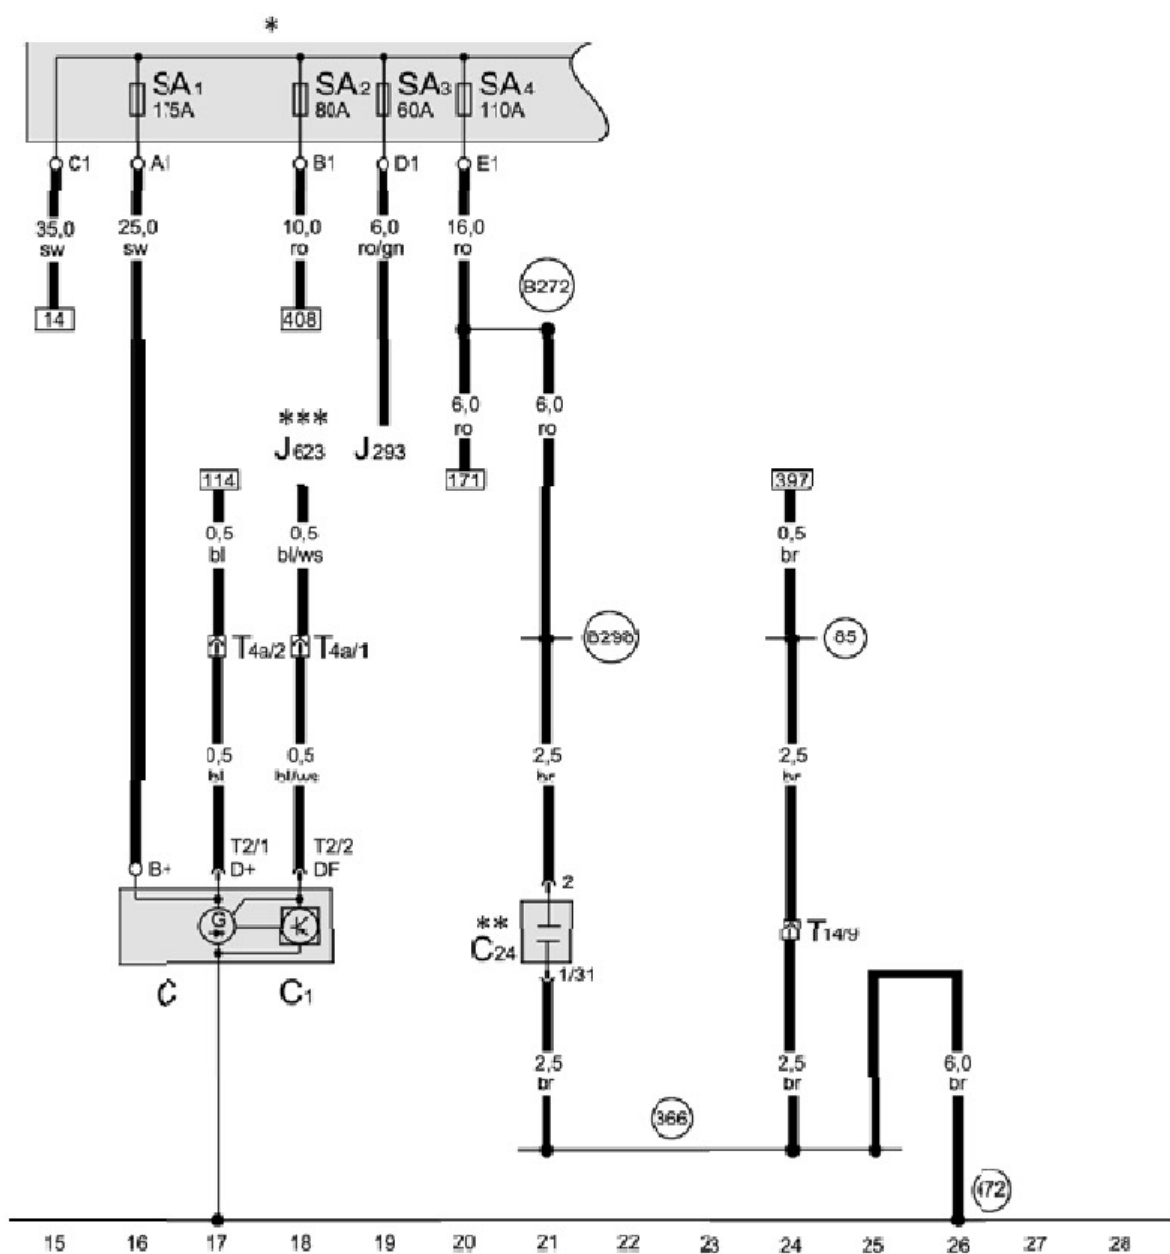 *
SA1 SA2 SA3 SA4
175A 80A 60A 110A
C1 A1 B1 D1 E1
35,0 25,0 10,0 6,0 16,0
sw sw ro ro/gn ro
B272
14 408
6,0 6,0
ro ro
***
J623 J293
114 171 397
0,5 0,5 0,5
bl bl/ws br
T4a/2 T4a/1 B296 85
0,5 0,5 2,5 2,5
bl bl/ws br br
T2/1 T2/2
B+ D+ DF 2
G ** T14/9
C24
1/31
C C1
2,5 2,5 6,0
br br br
366
15 16 17 18 19 20 21 22 23 24 25 26 27 28